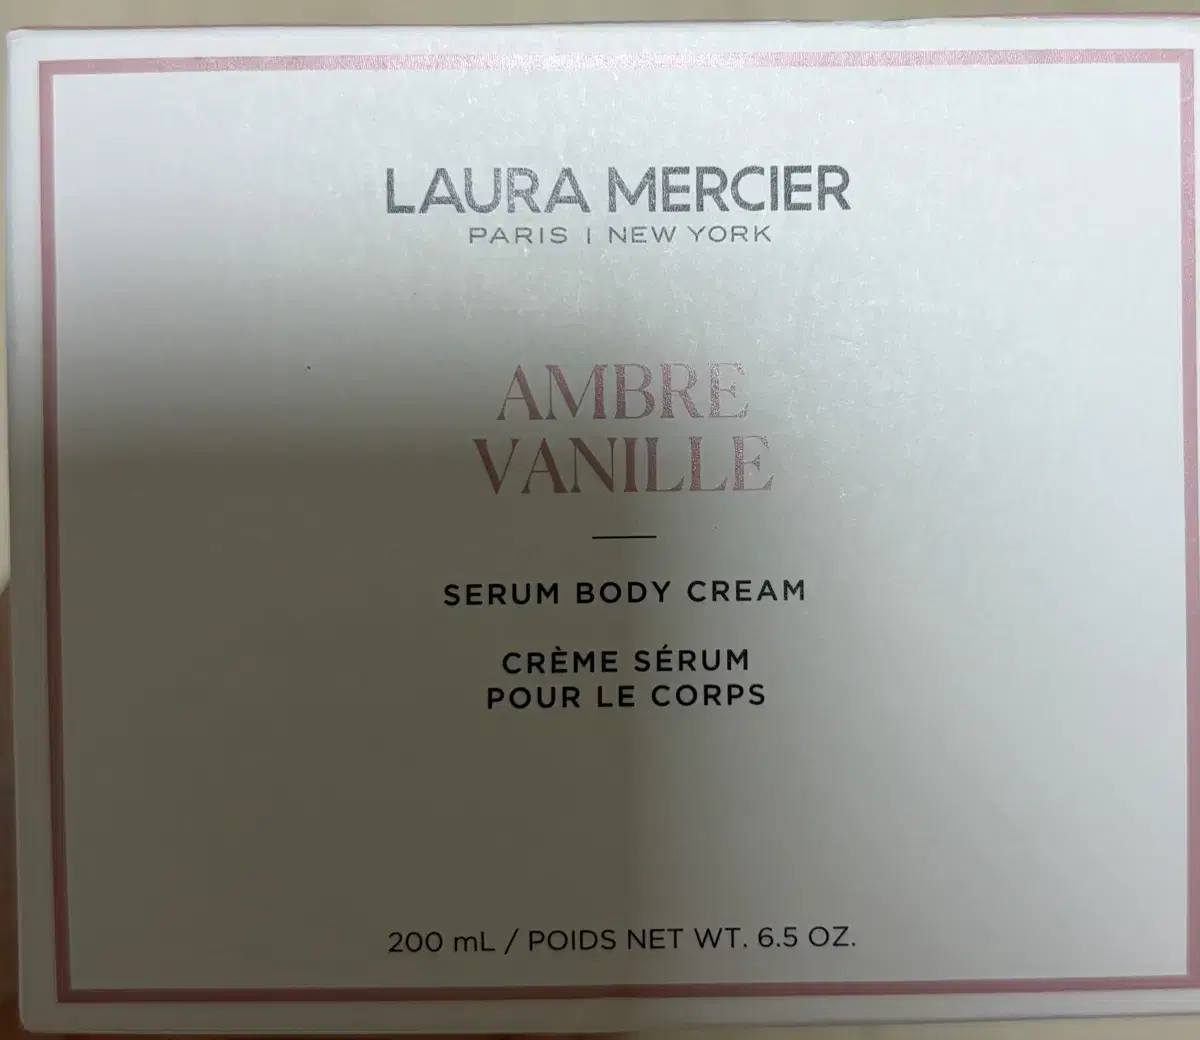 LAURA MERCIER
PARIS | NEW YORK
AMBRE
VANILLE
SERUM BODY CREAM
CRÈME SÉRUM
POUR LE CORPS
200 mL / POIDS NET WT. 6.5 OZ.